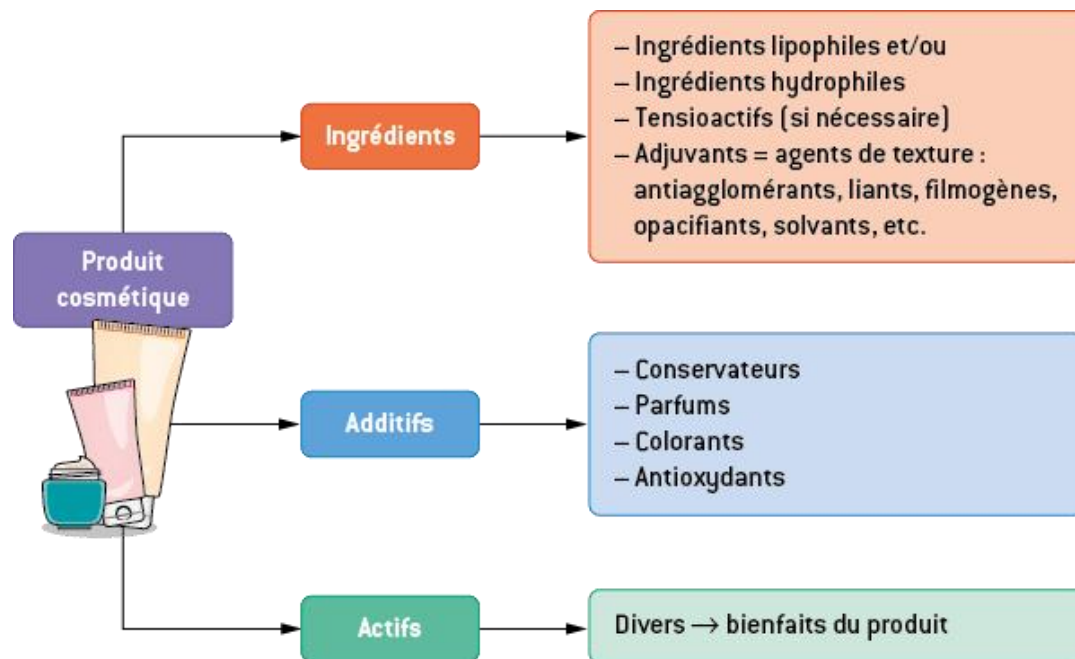 Produit
cosmétique
Ingrédients
– Ingrédients lipophiles et/ou
– Ingrédients hydrophiles
– Tensioactifs (si nécessaire)
– Adjuvants = agents de texture :
antiagglomérants, liants, filmogènes,
opacifiants, solvants, etc.
Additifs
– Conservateurs
– Parfums
– Colorants
– Antioxydants
Actifs
Divers → bienfaits du produit